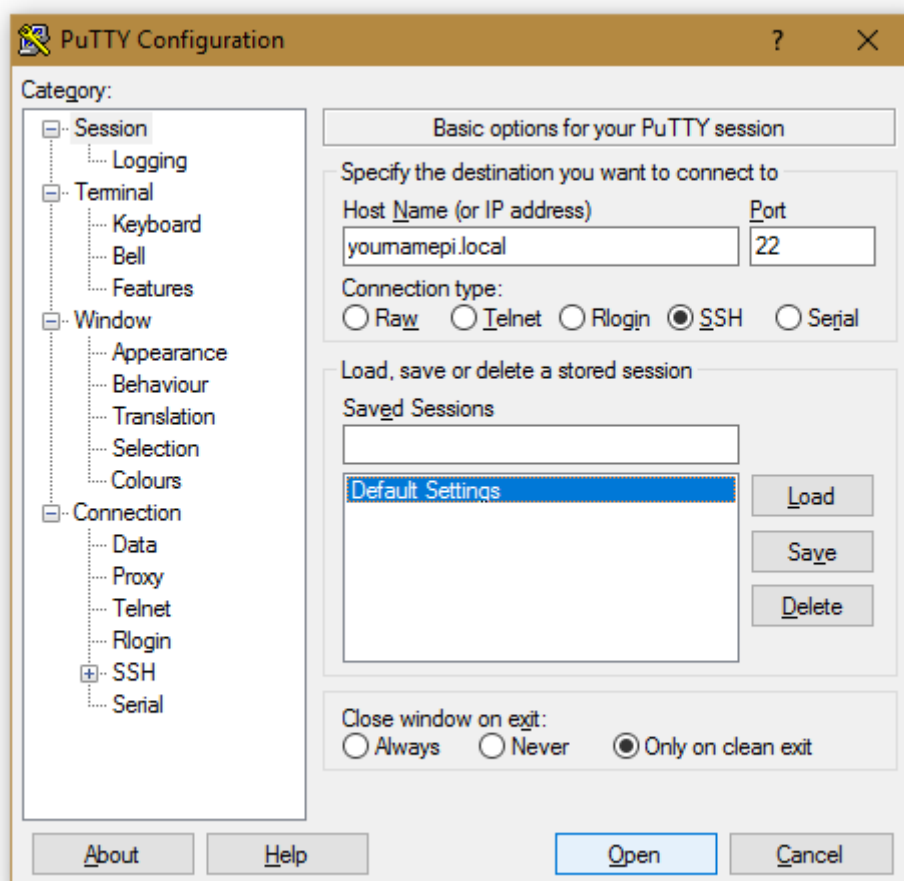 PuTTY Configuration
?
Category:
Session
Logging
Terminal
Keyboard
Bell
Features
Window
Appearance
Behaviour
Translation
Selection
Colours
Connection
Data
Proxy
Telnet
Rlogin
SSH
Serial
Basic options for your PuTTY session
Specify the destination you want to connect to
Host Name (or IP address) Port
yournamepi.local 22
Connection type:
Raw Telnet Rlogin SSH Serial
Load, save or delete a stored session
Saved Sessions
Default Settings
Load
Save
Delete
Close window on exit:
Always Never Only on clean exit
About Help Open Cancel